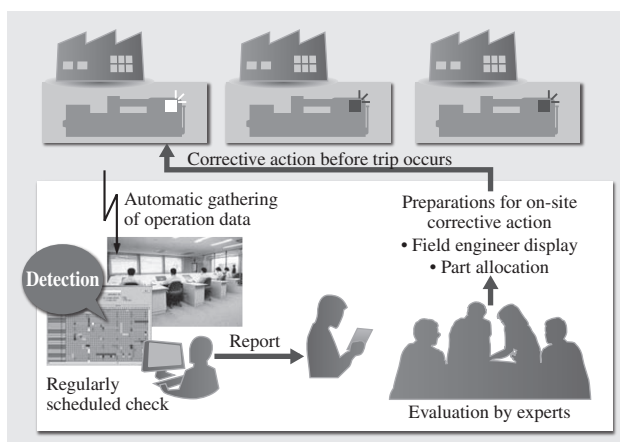 Corrective action before trip occurs
Automatic gathering
of operation data
Preparations for on-site
corrective action
• Field engineer display
• Part allocation
Detection
Report
Regularly
scheduled check
Evaluation by experts